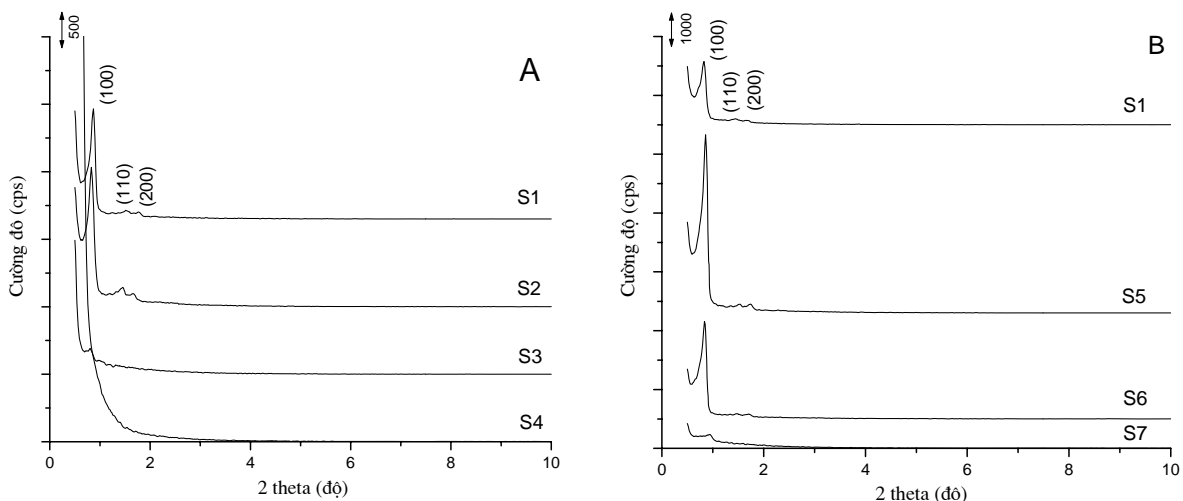 500
A
(100)
(110)
(200)
S1
S2
S3
S4
Cường đô (cps)
0 2 4 6 8 10
2 theta (độ)
1000
B
(100)
(110)
(200)
S1
S5
S6
S7
Cường độ (cps)
0 2 4 6 8 10
2 theta (đô)